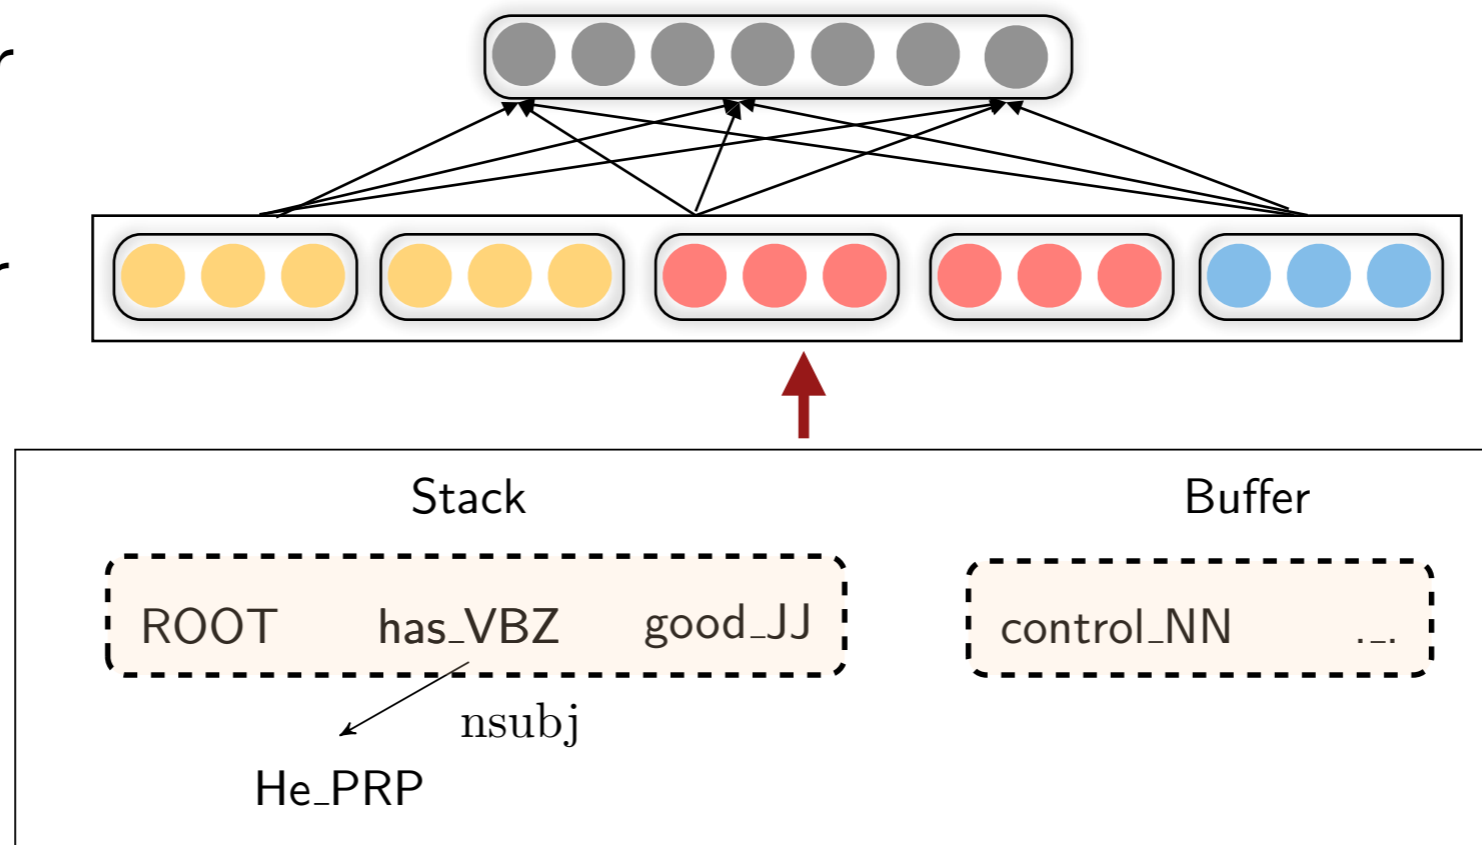 r
r
Stack Buffer
ROOT has_VBZ good_JJ control_NN ._.
nsubj
He_PRP